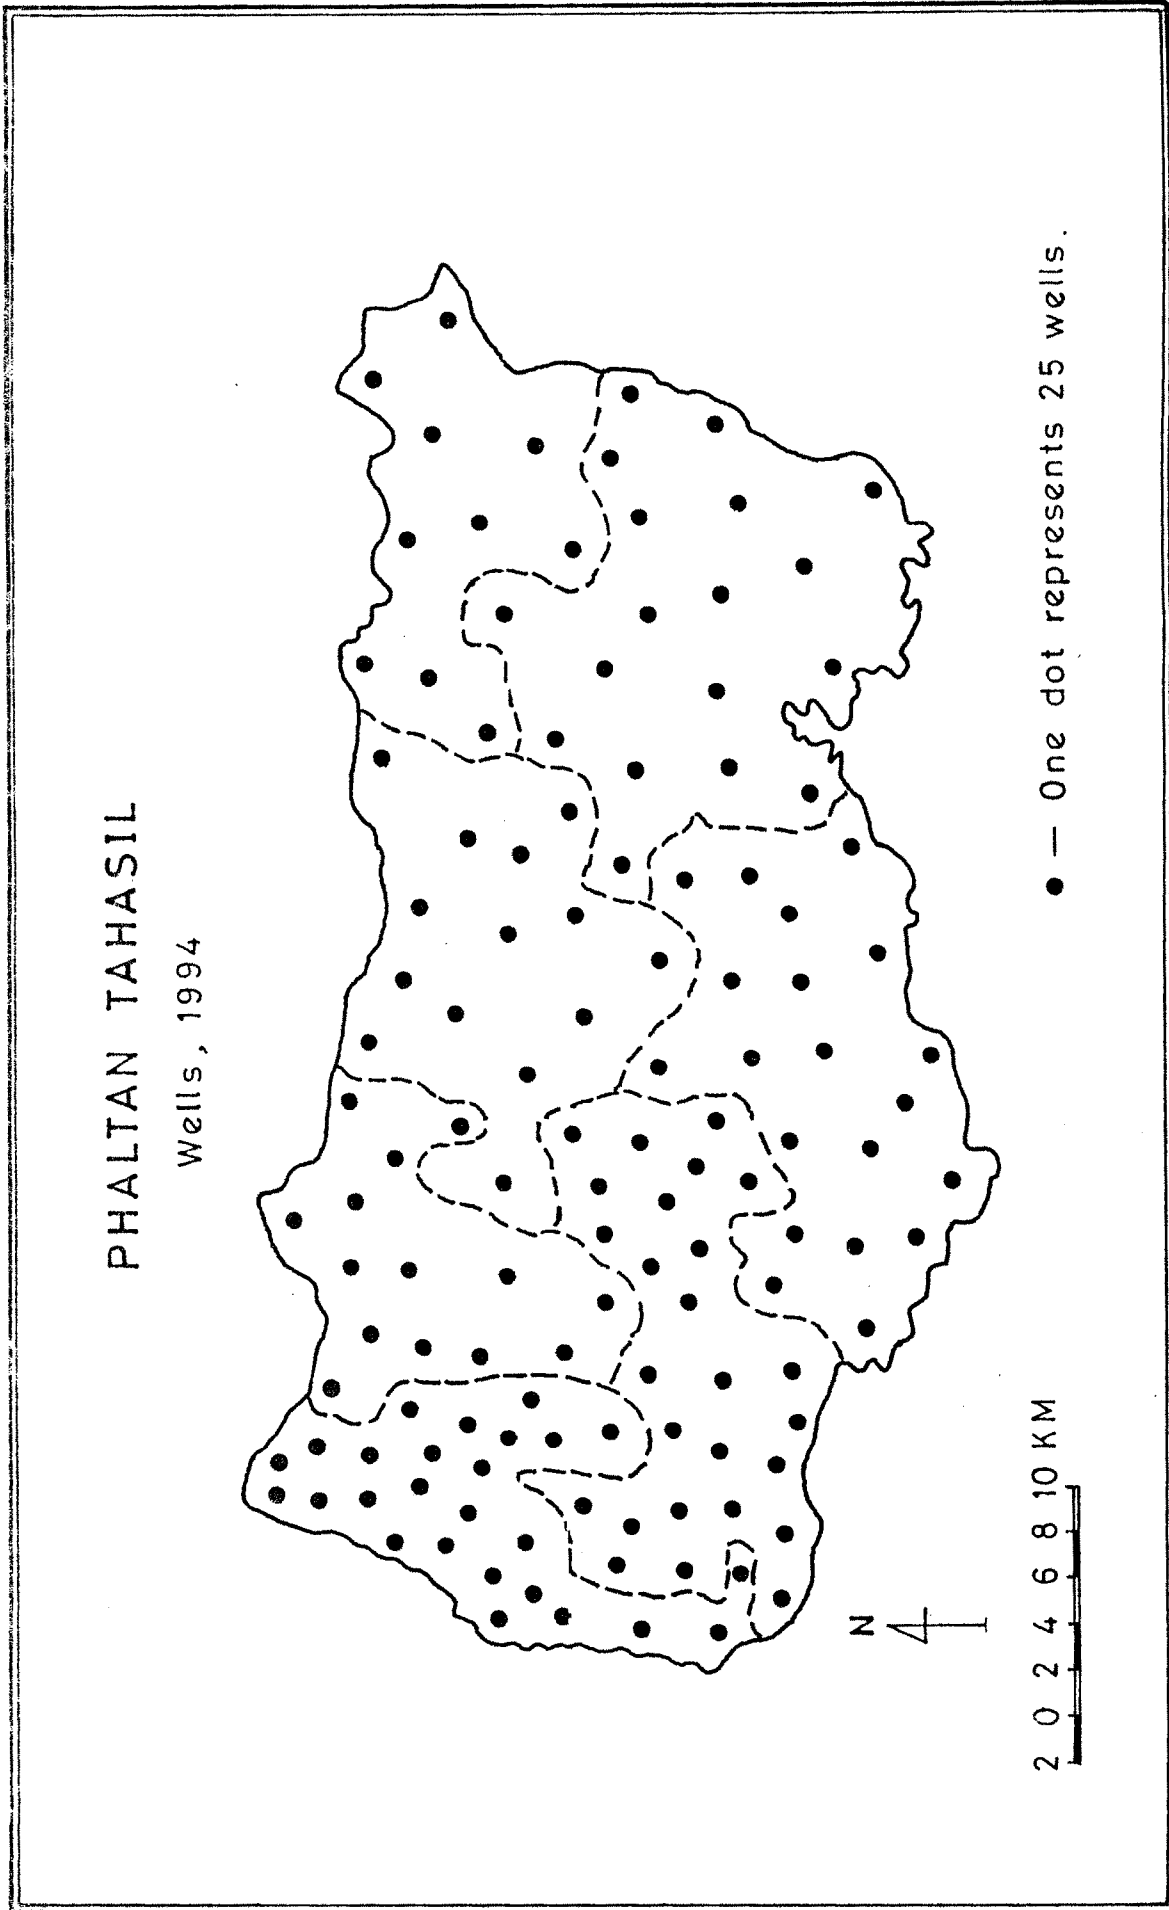 PHALTAN TAHASIL
Wells, 1994
N
2 0 2 4 6 8 10 KM
— One dot represents 25 wells.